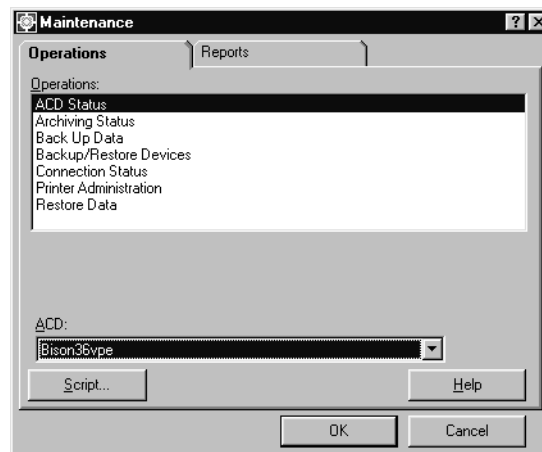 Maintenance
Operations
Reports
Operations:
ACD Status
Archiving Status
Back Up Data
Backup/Restore Devices
Connection Status
Printer Administration
Restore Data
ACD:
Bison36vpe
Script...
Help
OK
Cancel